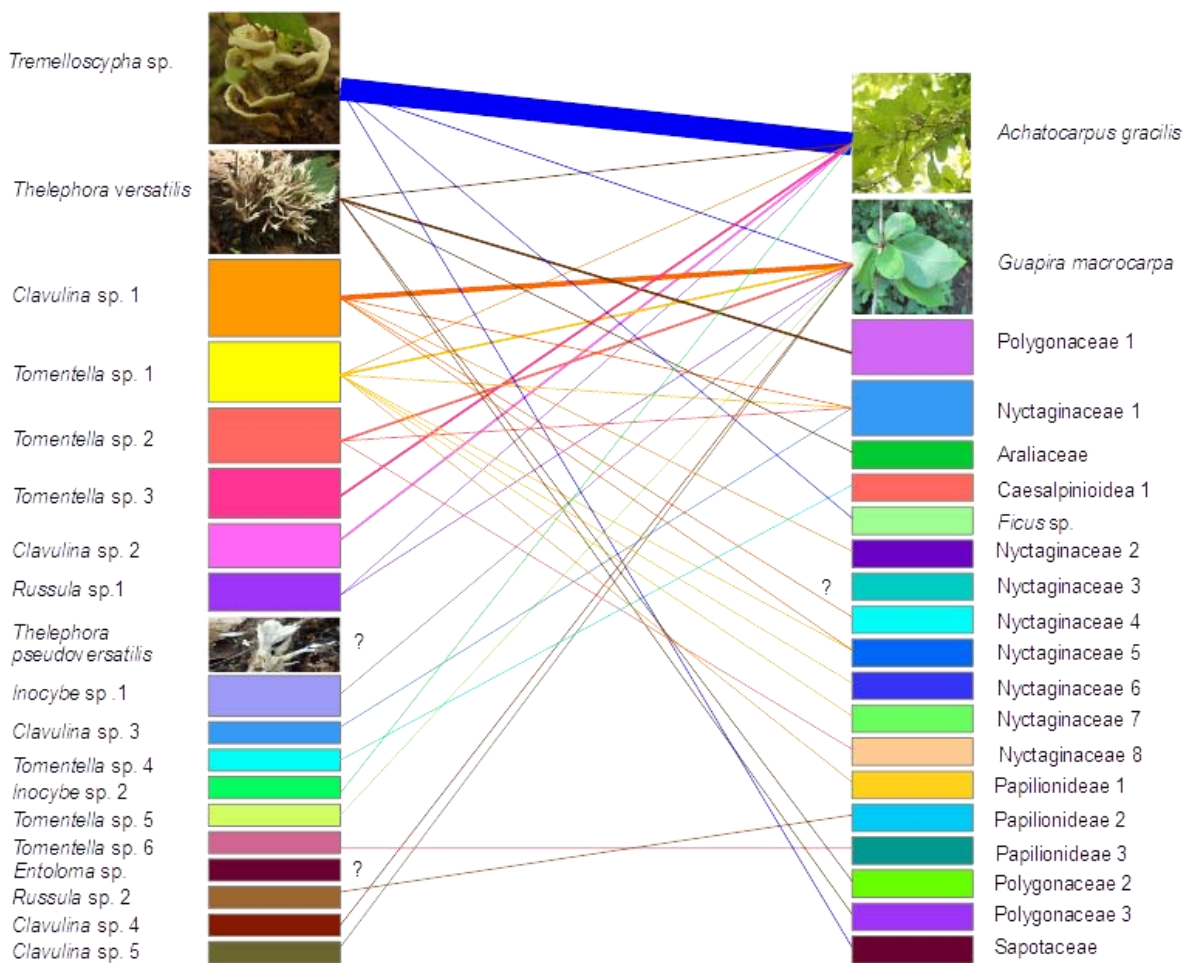 Tremelloscypha sp.
Thelephora versatilis
Clavulina sp. 1
Tomentella sp. 1
Tomentella sp. 2
Tomentella sp. 3
Clavulina sp. 2
Russula sp.1
Thelephora
pseudoversatilis
?
Inocybe sp.1
Clavulina sp. 3
Tomentella sp. 4
Inocybe sp. 2
Tomentella sp. 5
Tomentella sp. 6
Entoloma sp.
?
Russula sp. 2
Clavulina sp. 4
Clavulina sp. 5
Achatocarpus gracilis
Guapira macrocarpa
Polygonaceae 1
Nyctaginaceae 1
Araliaceae
Caesalpinioidea 1
Ficus sp.
Nyctaginaceae 2
?
Nyctaginaceae 3
Nyctaginaceae 4
Nyctaginaceae 5
Nyctaginaceae 6
Nyctaginaceae 7
Nyctaginaceae 8
Papilionideae 1
Papilionideae 2
Papilionideae 3
Polygonaceae 2
Polygonaceae 3
Sapotaceae